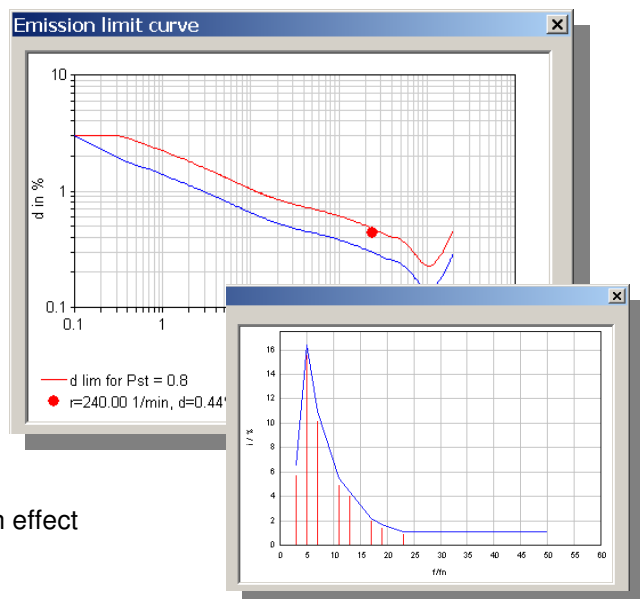 Emission limit curve
10
1
0.1
d in %
0.1
1
d lim for Pst = 0.8
r=240.00 1/min, d=0.44
16
14
12
10
8
6
4
2
0
i / %
0 5 10 15 20 25 30 35 40 45 50 55 60
f/fn
effect